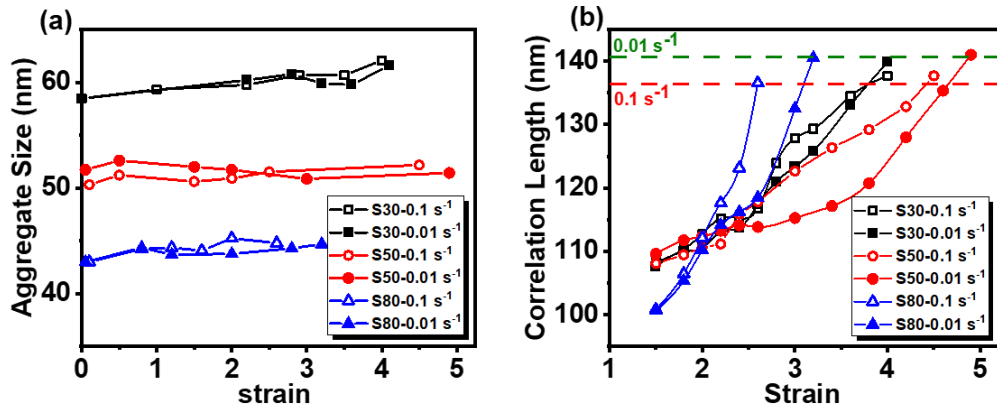 (a)
Aggregate Size (nm)
60
50
40
0
1
2
3
4
5
strain
S30-0.1 s⁻¹
S30-0.01 s⁻¹
S50-0.1 s⁻¹
S50-0.01 s⁻¹
S80-0.1 s⁻¹
S80-0.01 s⁻¹
(b)
Correlation Length (nm)
140
130
120
110
100
1
2
3
4
5
Strain
0.01 s⁻¹
0.1 s⁻¹
S30-0.1 s⁻¹
S30-0.01 s⁻¹
S50-0.1 s⁻¹
S50-0.01 s⁻¹
S80-0.1 s⁻¹
S80-0.01 s⁻¹